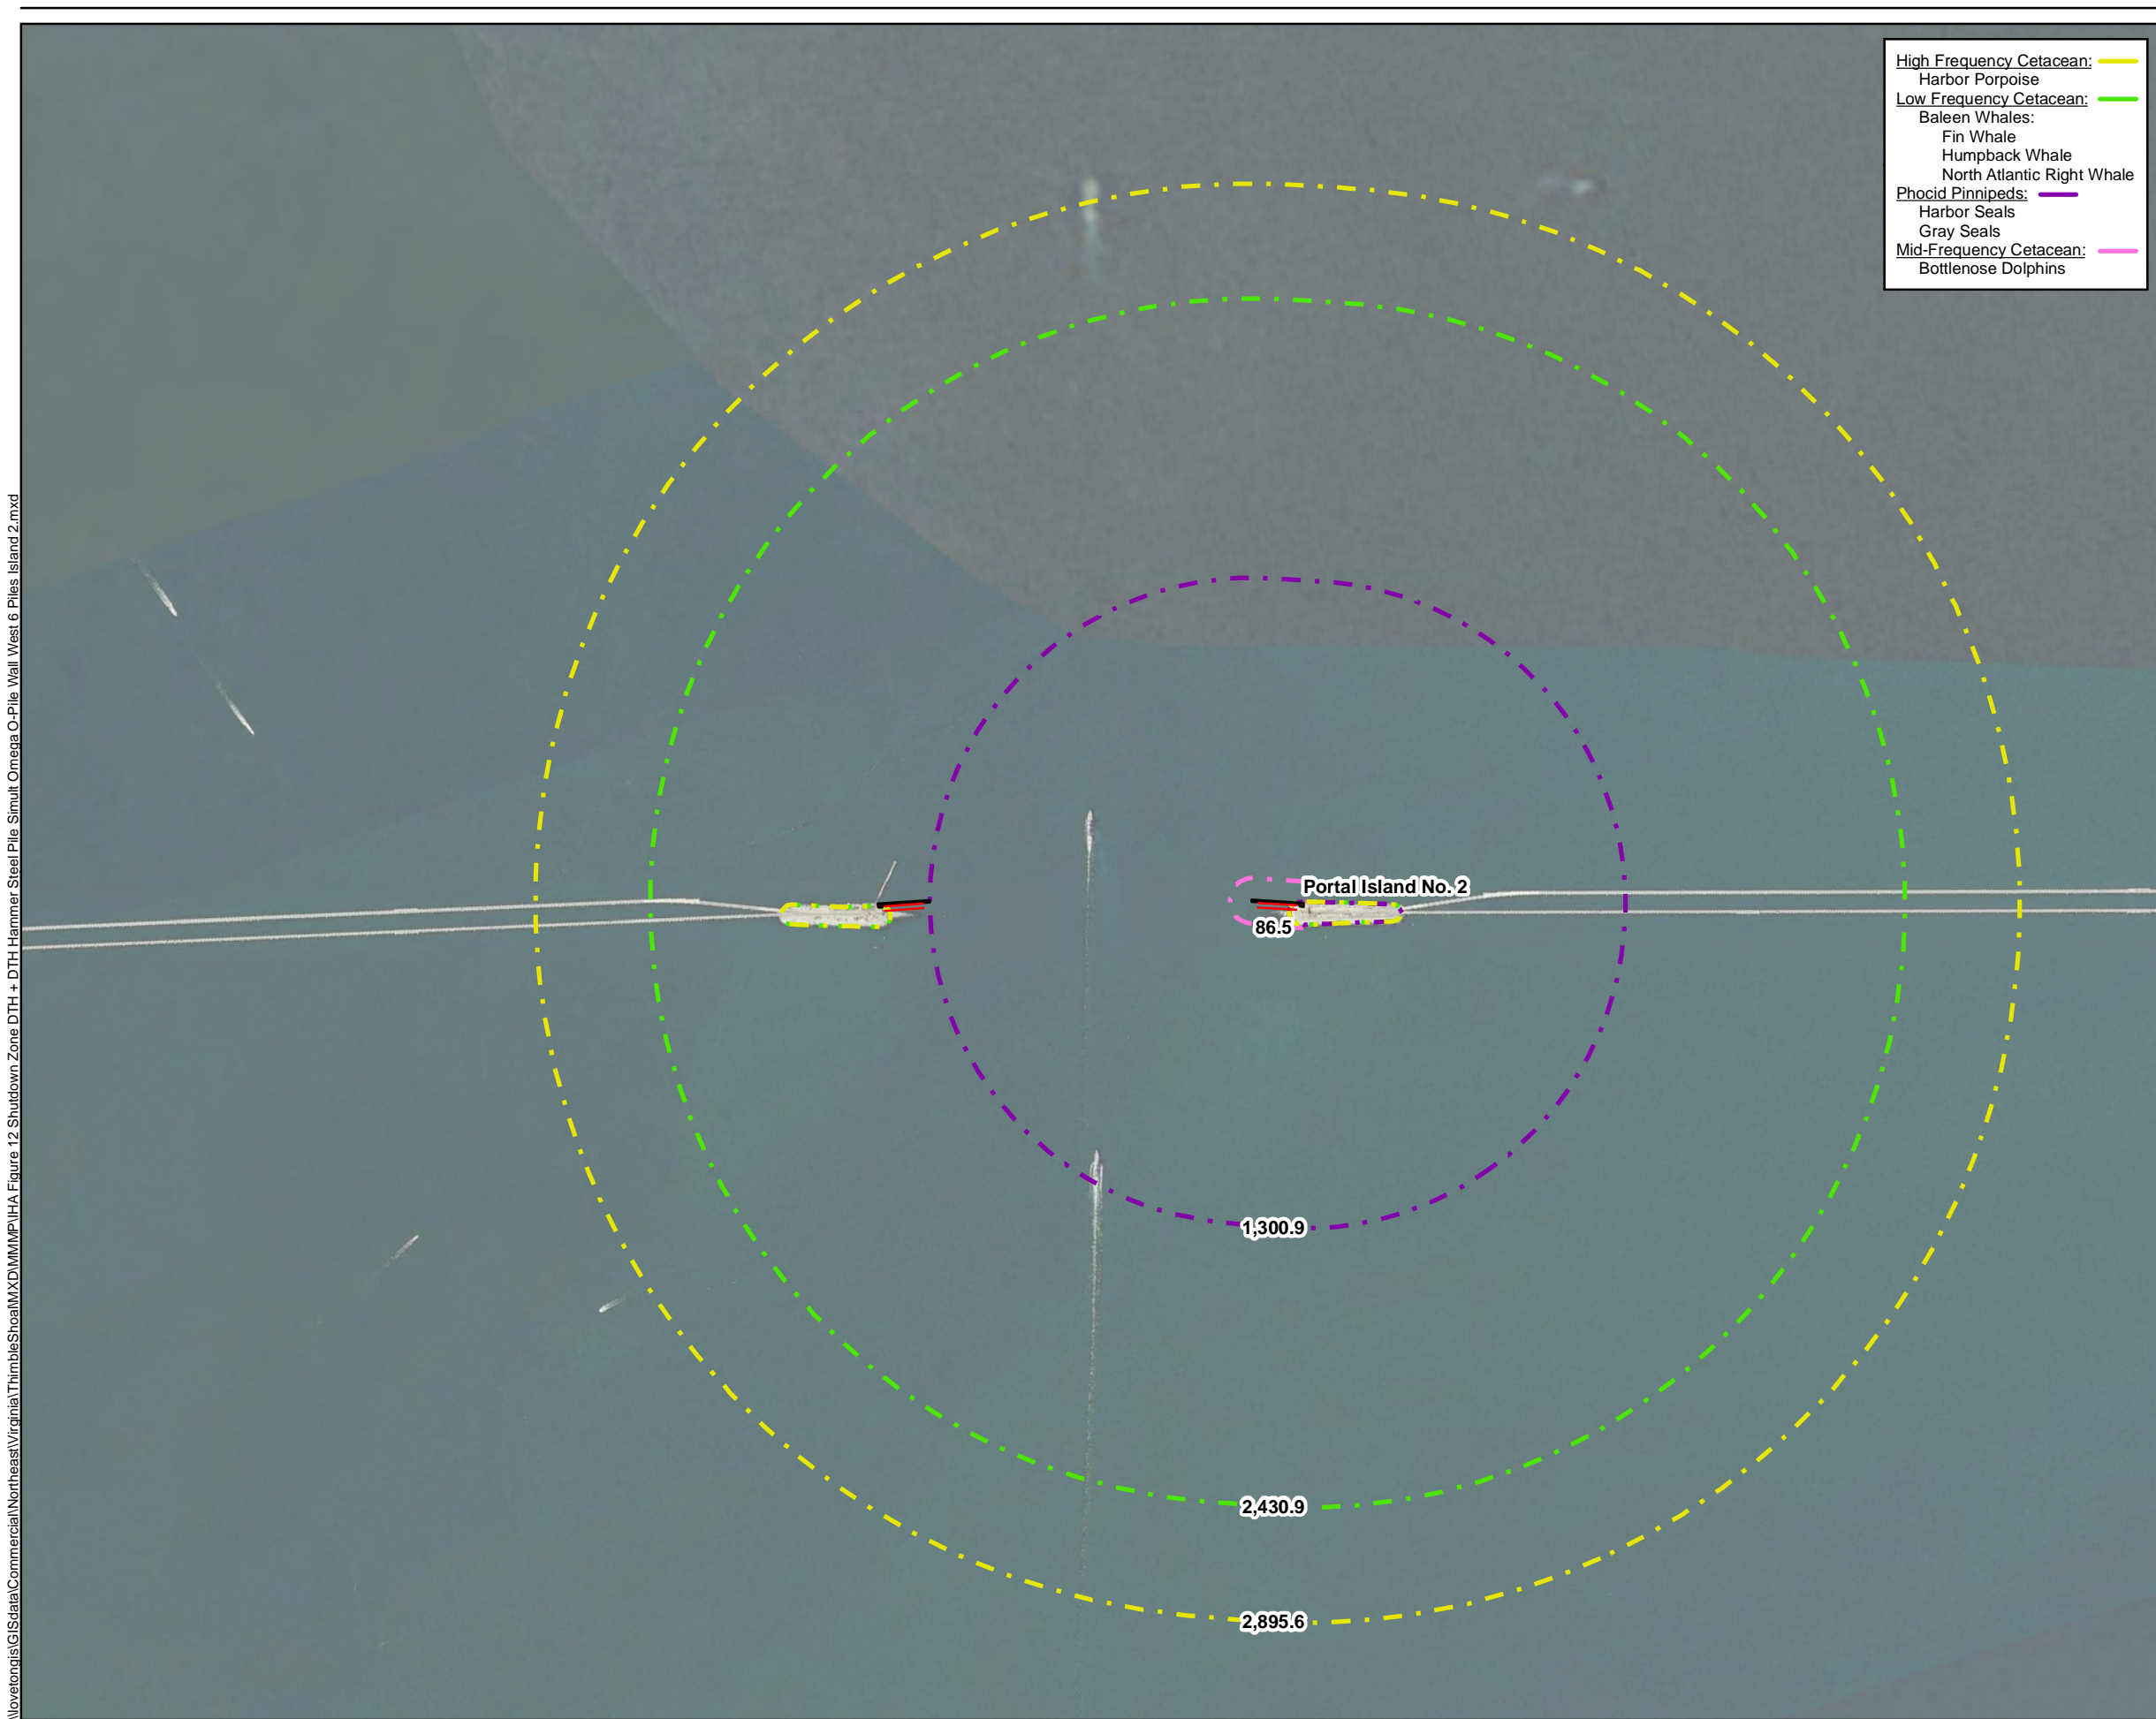 High Frequency Cetacean:
Harbor Porpoise
Low Frequency Cetacean:
Baleen Whales:
Fin Whale
Humpback Whale
North Atlantic Right Whale
Phocid Pinnipeds:
Harbor Seals
Gray Seals
Mid-Frequency Cetacean:
Bottlenose Dolphins
Portal Island No. 2
86.5
1,300.9
2,430.9
2,895.6
\\lovetongis\GISdata\Commercial\Northeast\Virginia\ThimbleShoal\MXD\MMMP\IHA Figure 12 Shutdown Zone DTH + DTH Hammer Steel Pile Simult Omega O-Pile Wall West 6 Piles Island 2.mxd